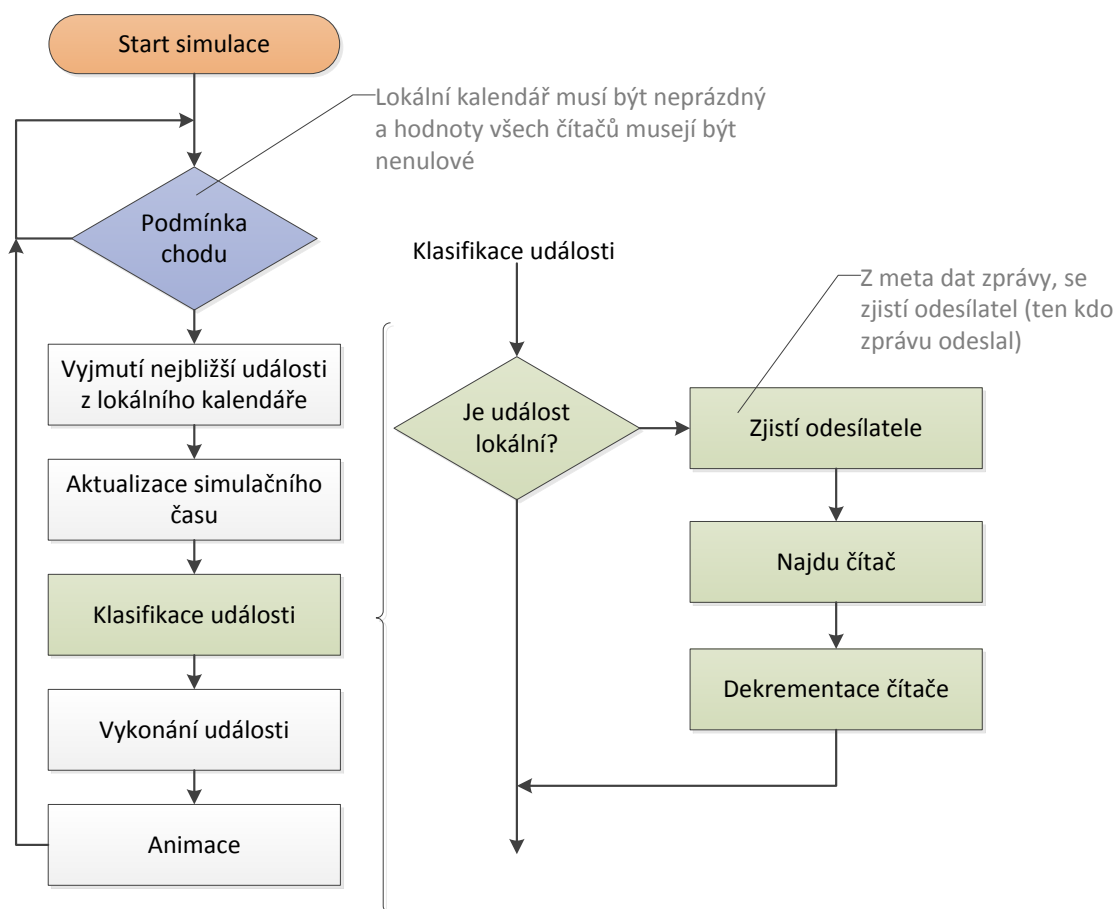 Start simulace
Lokální kalendář musí být neprázdný
a hodnoty všech čítačů musejí být
nenulové
Podmínka
chodu
Vyjmutí nejbližší události
z lokálního kalendáře
Aktualizace simulačního
času
Klasifikace události
Vykonání události
Animace
Klasifikace události
Z meta dat zprávy, se
zjistí odesílatel (ten kdo
zprávu odeslal)
Je událost
lokální?
Zjistí odesílatele
Najdu čítač
Dekrementace čítače